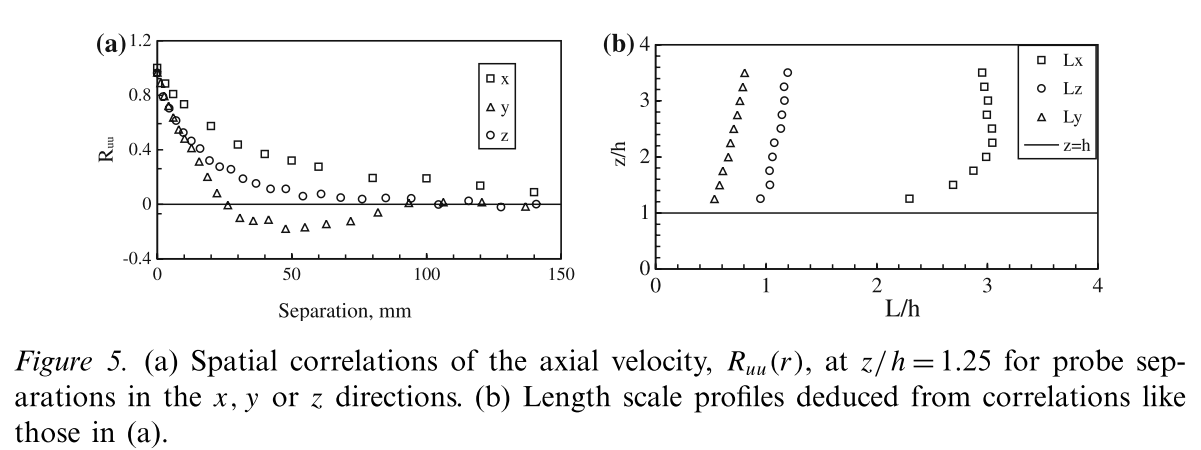 (a)
1.2
0.8
0.4
0
-0.4
Ruu
0
50
100
150
Separation, mm
x
y
z
(b)
4
3
2
1
0
z/h
0
1
2
3
4
L/h
Lx
Lz
Ly
z=h
Figure 5. (a) Spatial correlations of the axial velocity, Ruu(r), at z/h = 1.25 for probe sep-
arations in the x, y or z directions. (b) Length scale profiles deduced from correlations like
those in (a).